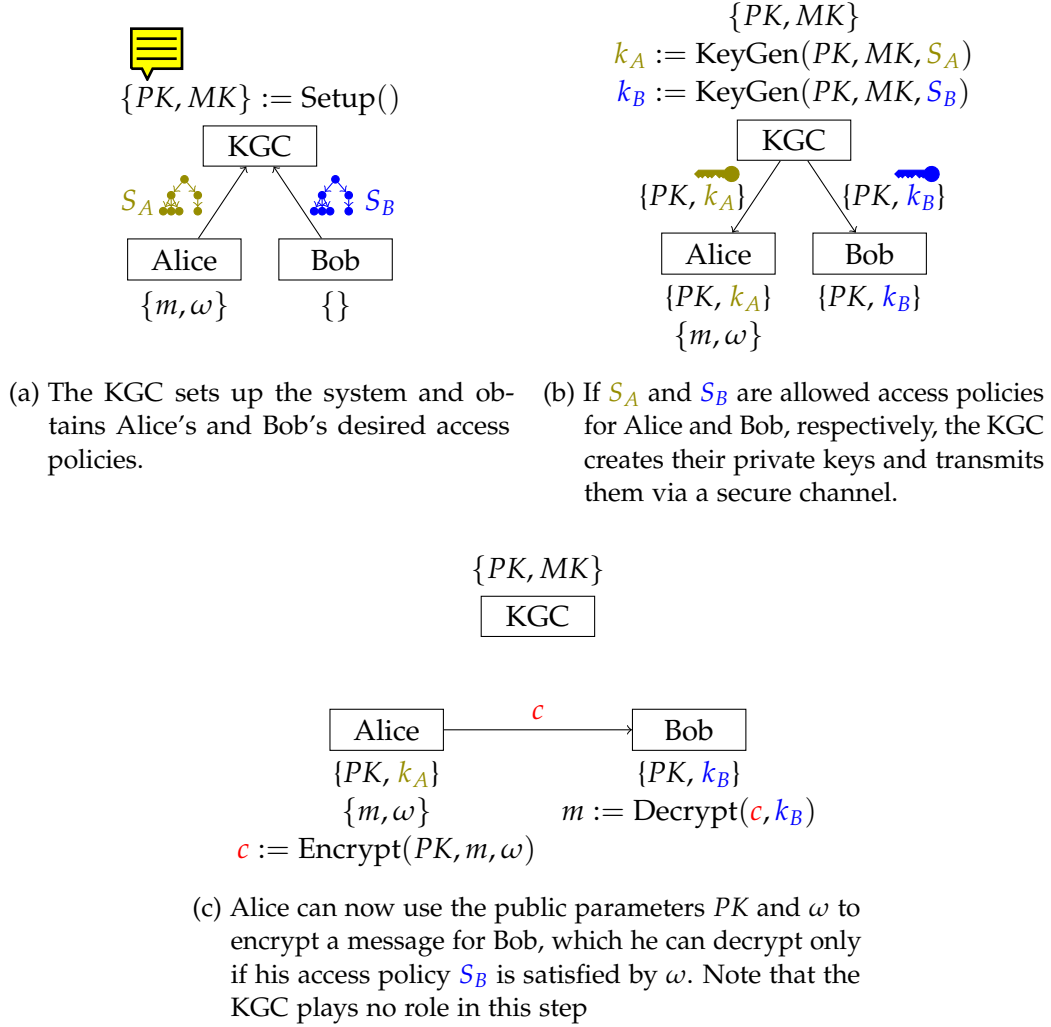 {PK, MK} := Setup()
KGC
S_A
S_B
Alice
Bob
{m, ω}
{}
(a) The KGC sets up the system and ob-
tains Alice's and Bob's desired access
policies.
{PK, MK}
k_A := KeyGen(PK, MK, S_A)
k_B := KeyGen(PK, MK, S_B)
KGC
{PK, k_A}
{PK, k_B}
Alice
Bob
{PK, k_A}
{PK, k_B}
{m, ω}
(b) If S_A and S_B are allowed access policies
for Alice and Bob, respectively, the KGC
creates their private keys and transmits
them via a secure channel.
{PK, MK}
KGC
c
Alice
Bob
{PK, k_A}
{PK, k_B}
{m, ω}
m := Decrypt(c, k_B)
c := Encrypt(PK, m, ω)
(c) Alice can now use the public parameters PK and ω to
encrypt a message for Bob, which he can decrypt only
if his access policy S_B is satisfied by ω. Note that the
KGC plays no role in this step